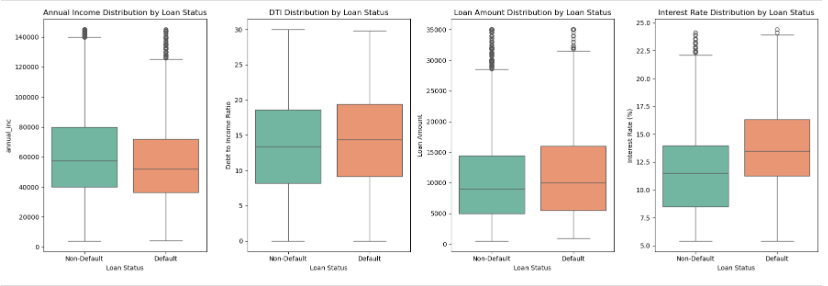 Annual Income Distribution by Loan Status
annual_inc
140000
120000
100000
80000
60000
40000
20000
0
Non-Default
Default
Loan Status
DTI Distribution by Loan Status
Debt to Income Ratio
30
25
20
15
10
5
0
Non-Default
Default
Loan Status
Loan Amount Distribution by Loan Status
Loan Amount
35000
30000
25000
20000
15000
10000
5000
0
Non-Default
Default
Loan Status
Interest Rate Distribution by Loan Status
Interest Rate (%)
25.0
22.5
20.0
17.5
15.0
12.5
10.0
7.5
5.0
Non-Default
Default
Loan Status